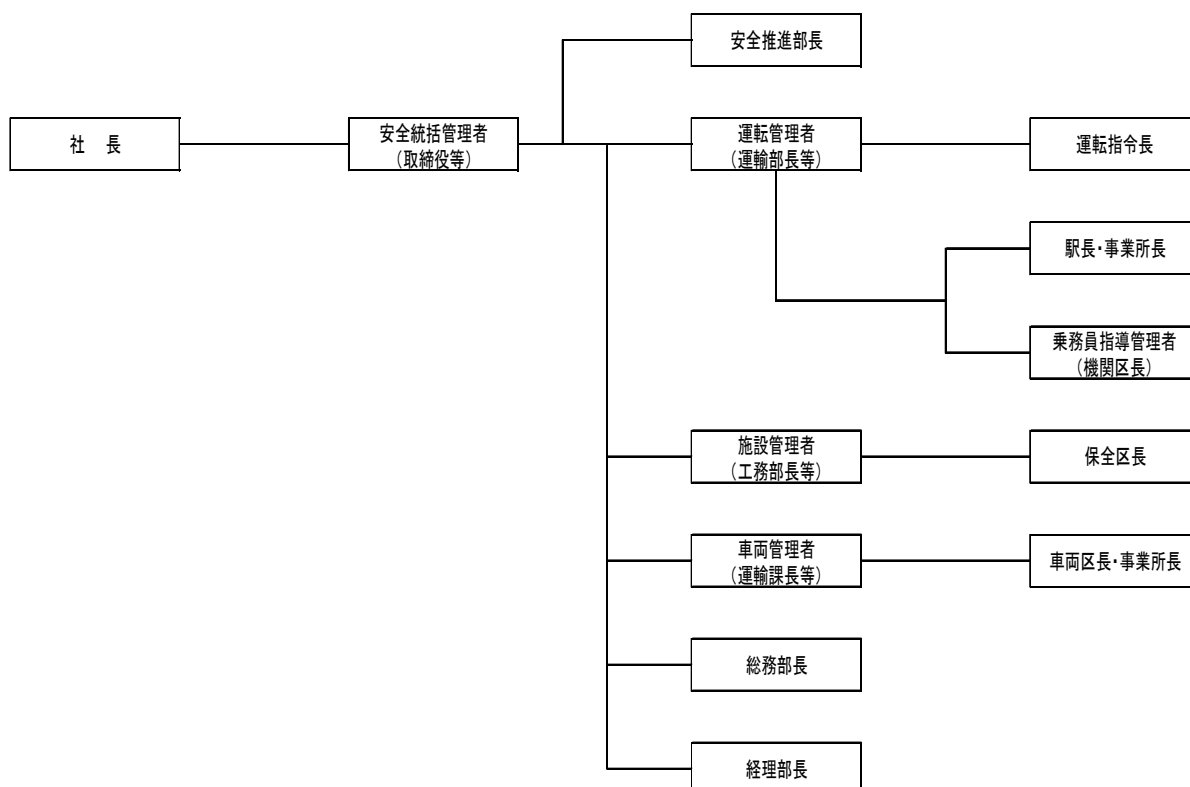 安全推進部長
社　長
安全統括管理者
（取締役等）
運転管理者
（運輸部長等）
運転指令長
駅長・事業所長
乗務員指導管理者
（機関区長）
施設管理者
（工務部長等）
保全区長
車両管理者
（運輸課長等）
車両区長・事業所長
総務部長
経理部長